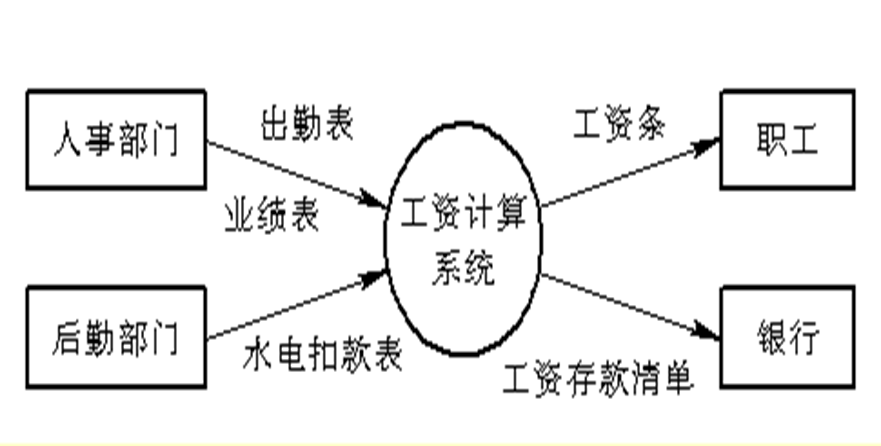 人事部门
出勤表
业绩表
后勤部门
水电扣款表
工资计算
系统
工资条
职工
工资存款清单
银行